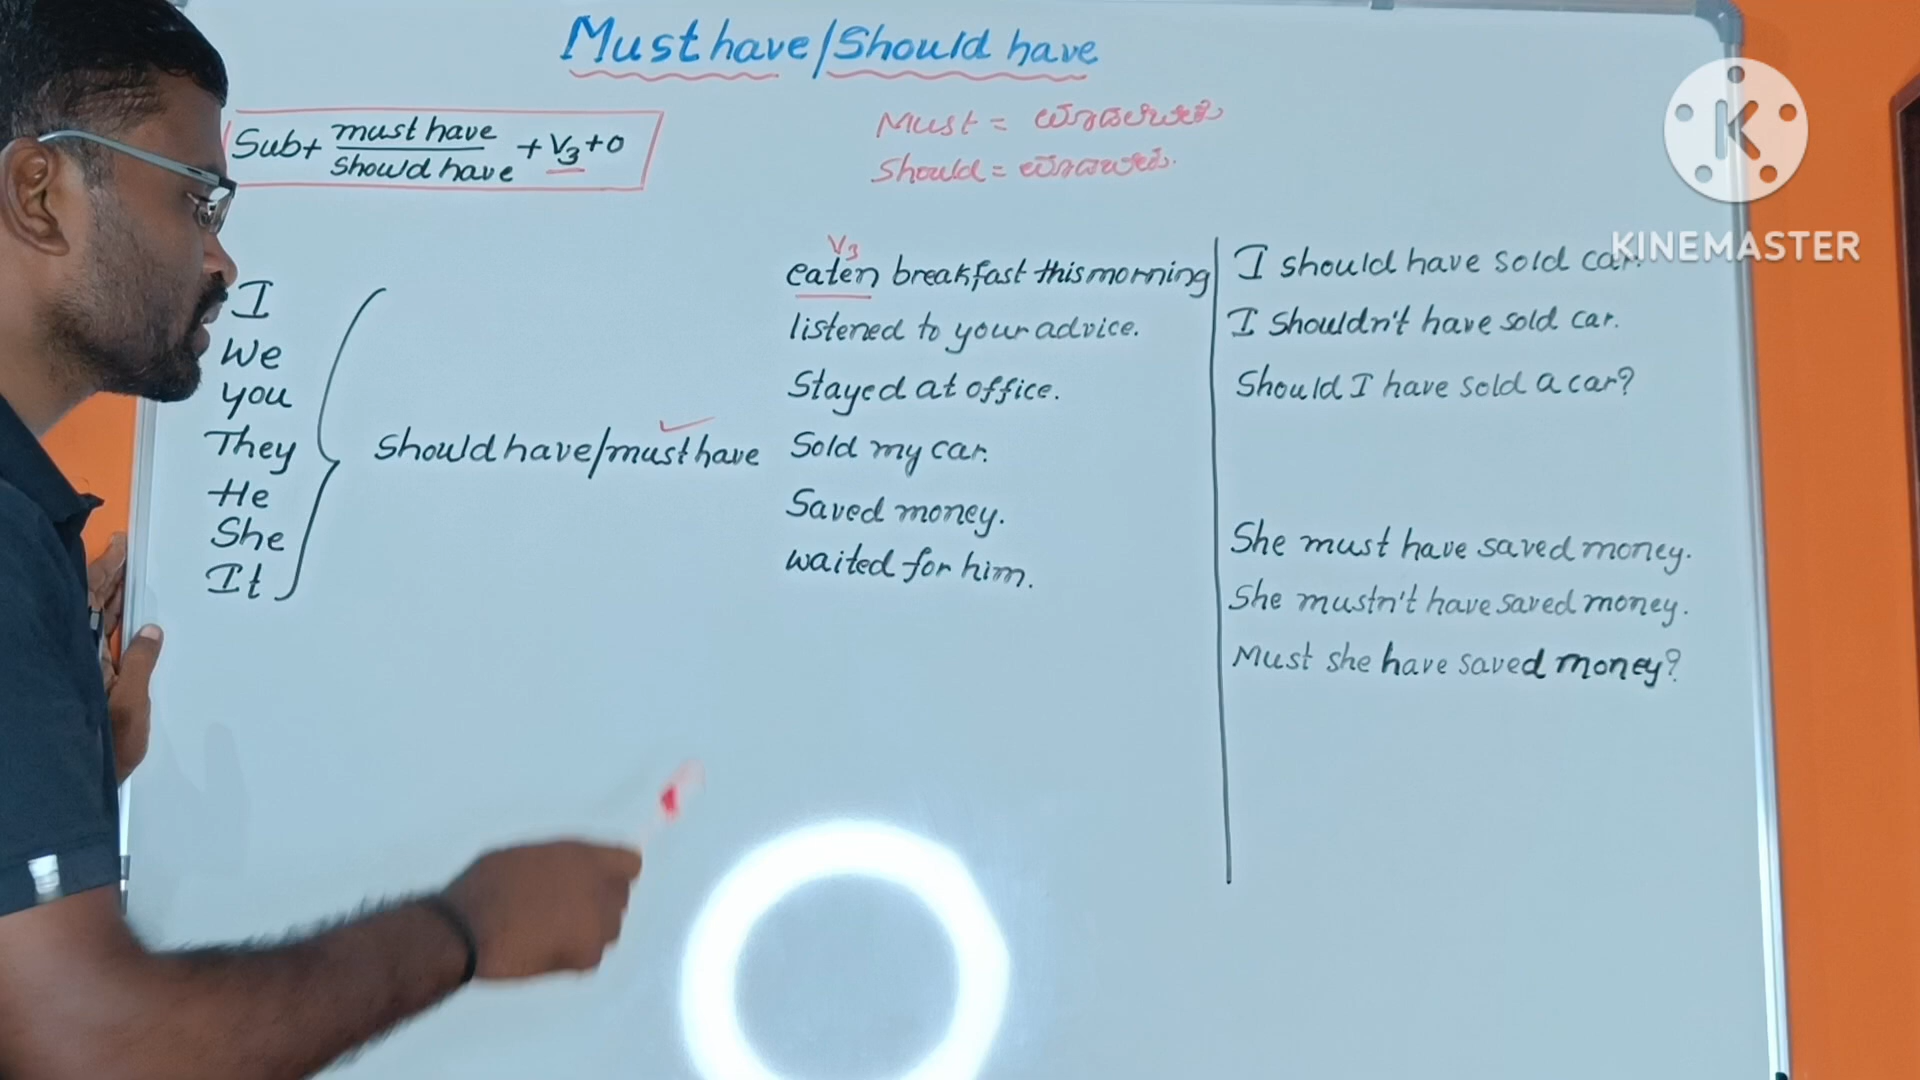 Must have/Should have
Sub+ must have
should have +V3+O
Must = ಮಾಡಲೇಬೇಕು
Should = ಮಾಡಬೇಕು.
K
KINEMASTER
I
We
you
They
He
She
It
should have/must have
V3
eaten breakfast this morning
listened to your advice.
Stayed at office.
Sold my car.
Saved money.
waited for him.
I should have sold car.
I shouldn't have sold car.
Should I have sold a car?
She must have saved money.
She mustn't have saved money.
Must she have saved money?